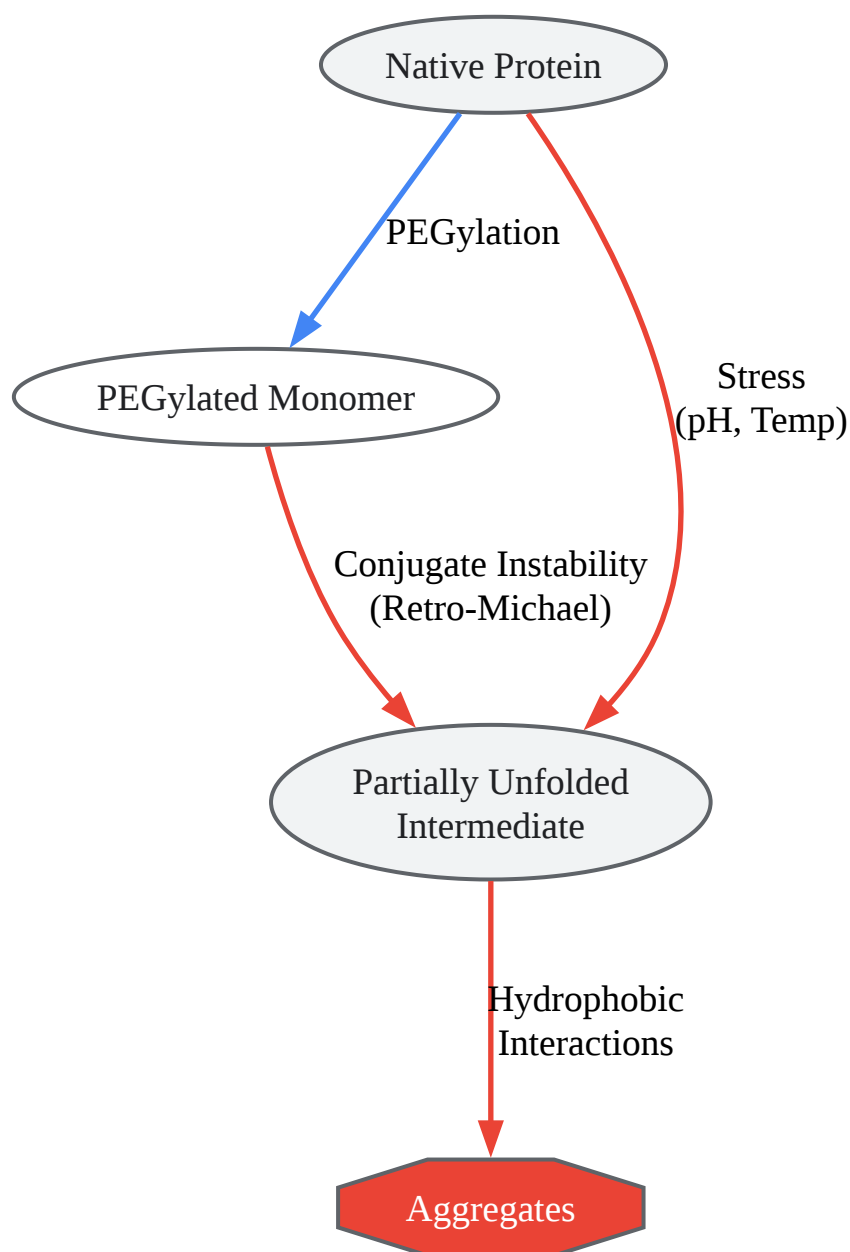 Native Protein
PEGylation
PEGylated Monomer
Stress
(pH, Temp)
Conjugate Instability
(Retro-Michael)
Partially Unfolded
Intermediate
Hydrophobic
Interactions
Aggregates